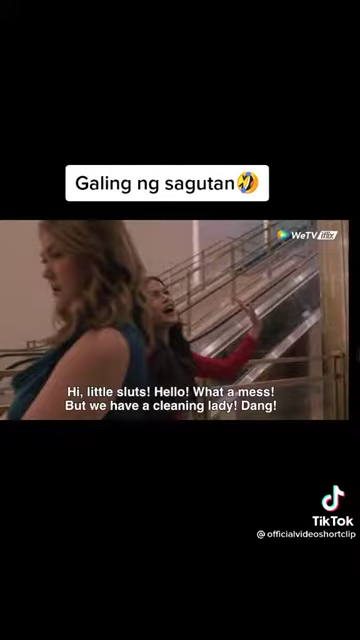 Galing ng sagutan🤣
WeTV iflix
Hi, little sluts! Hello! What a mess!
But we have a cleaning lady! Dang!
TikTok
@officialvideoshortclip